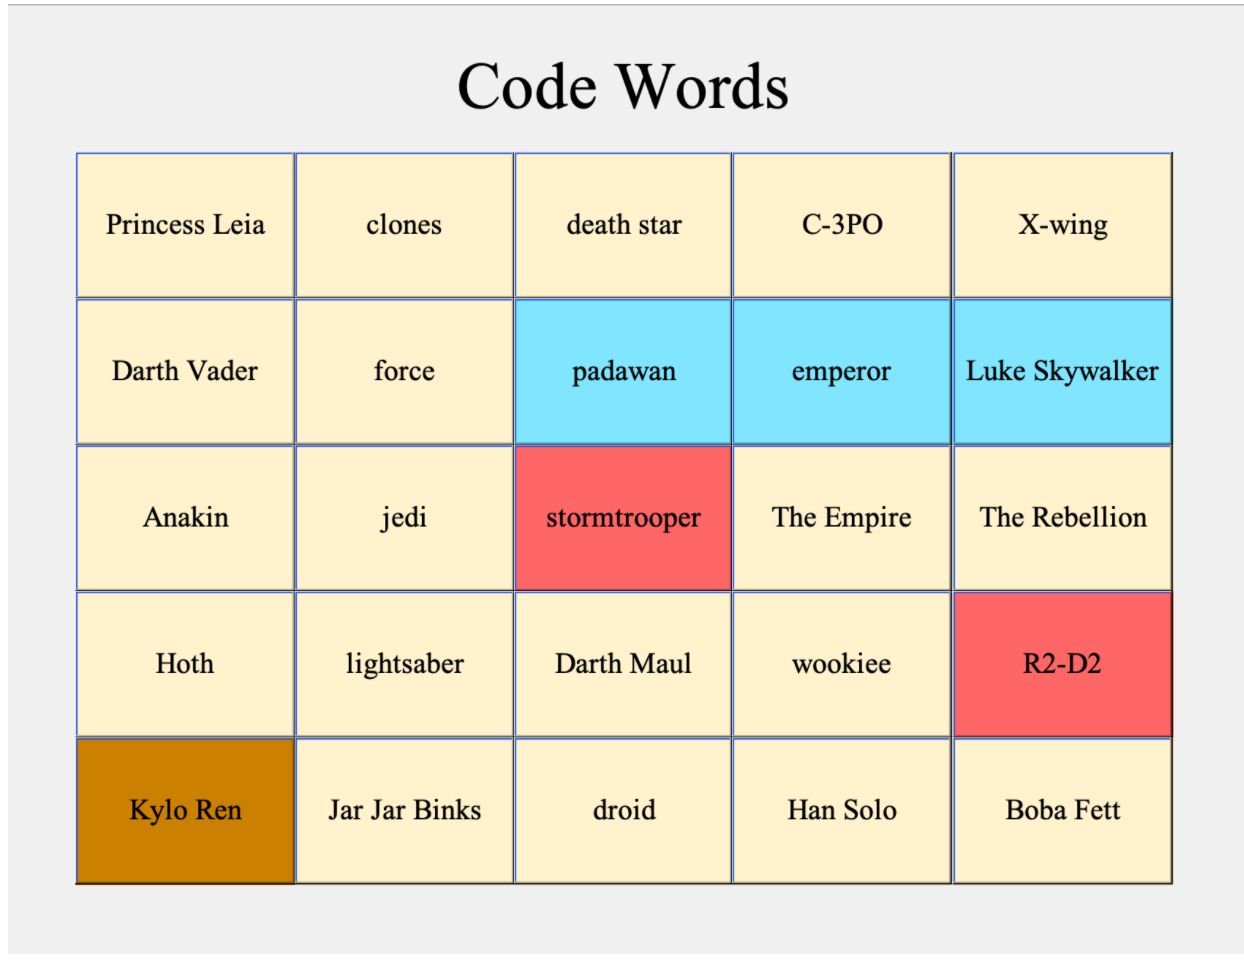 Code Words
Princess Leia clones death star C-3PO X-wing
Darth Vader force padawan emperor Luke Skywalker
Anakin jedi stormtrooper The Empire The Rebellion
Hoth lightsaber Darth Maul wookiee R2-D2
Kylo Ren Jar Jar Binks droid Han Solo Boba Fett